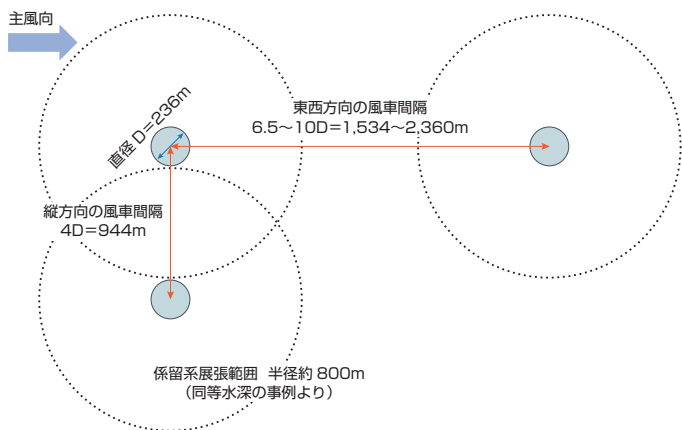 主風向
直径 D=236m
東西方向の風車間隔
6.5～10D=1,534～2,360m
縦方向の風車間隔
4D=944m
係留系展張範囲 半径約 800m
（同等水深の事例より）